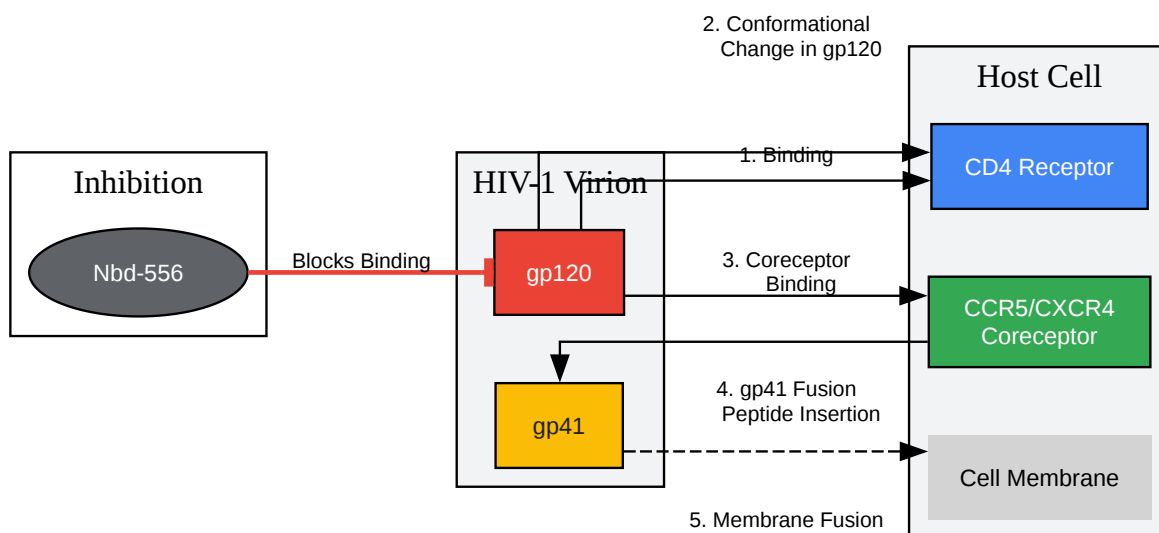 2. Conformational
Change in gp120
Host Cell
1. Binding
CD4 Receptor
Inhibition
HIV-1 Virion
Nbd-556
Blocks Binding
gp120
3. Coreceptor
Binding
CCR5/CXCR4
Coreceptor
4. gp41 Fusion
Peptide Insertion
gp41
Cell Membrane
5. Membrane Fusion